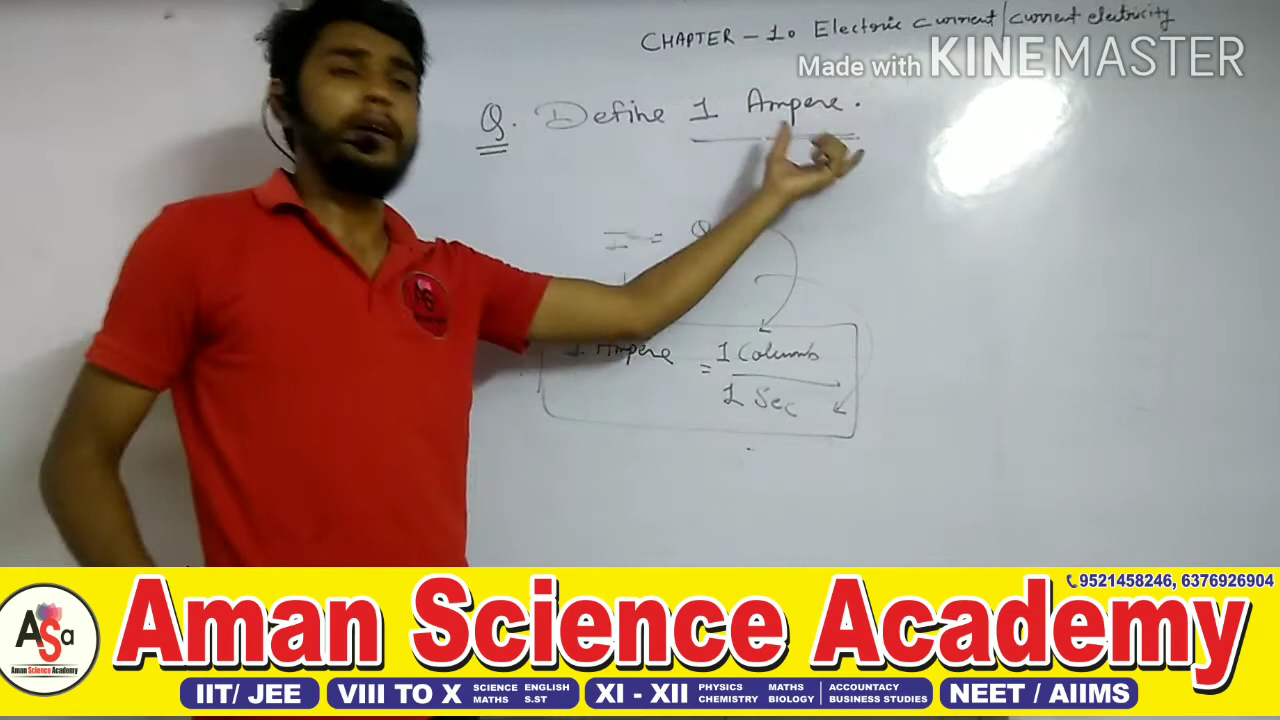 CHAPTER - 10 Electric Current/current electricity
Made with KINEMASTER
Q. Define 1 Ampere.
I = Q
1 Ampere = 1 Columb
1 Sec
9521458246, 6376926904
ASa
Aman Science Academy
Aman Science Academy
IIT/ JEE
VIII TO X SCIENCE ENGLISH MATHS S.ST
XI - XII PHYSICS MATHS CHEMISTRY BIOLOGY ACCOUNTACY BUSINESS STUDIES
NEET / AIIMS